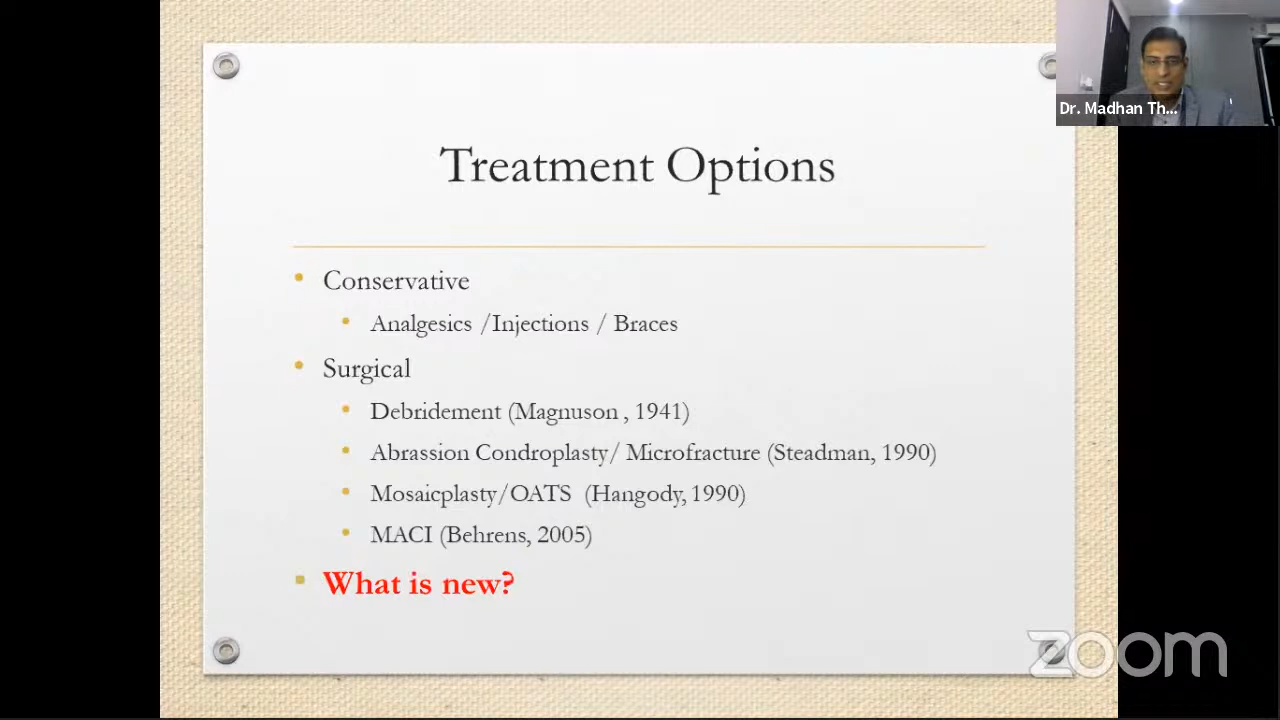 Dr. Madhan Th...
Treatment Options
Conservative
Analgesics /Injections / Braces
Surgical
Debridement (Magnuson , 1941)
Abrassion Condroplasty/ Microfracture (Steadman, 1990)
Mosaicplasty/OATS (Hangody, 1990)
MACI (Behrens, 2005)
What is new?
zoom